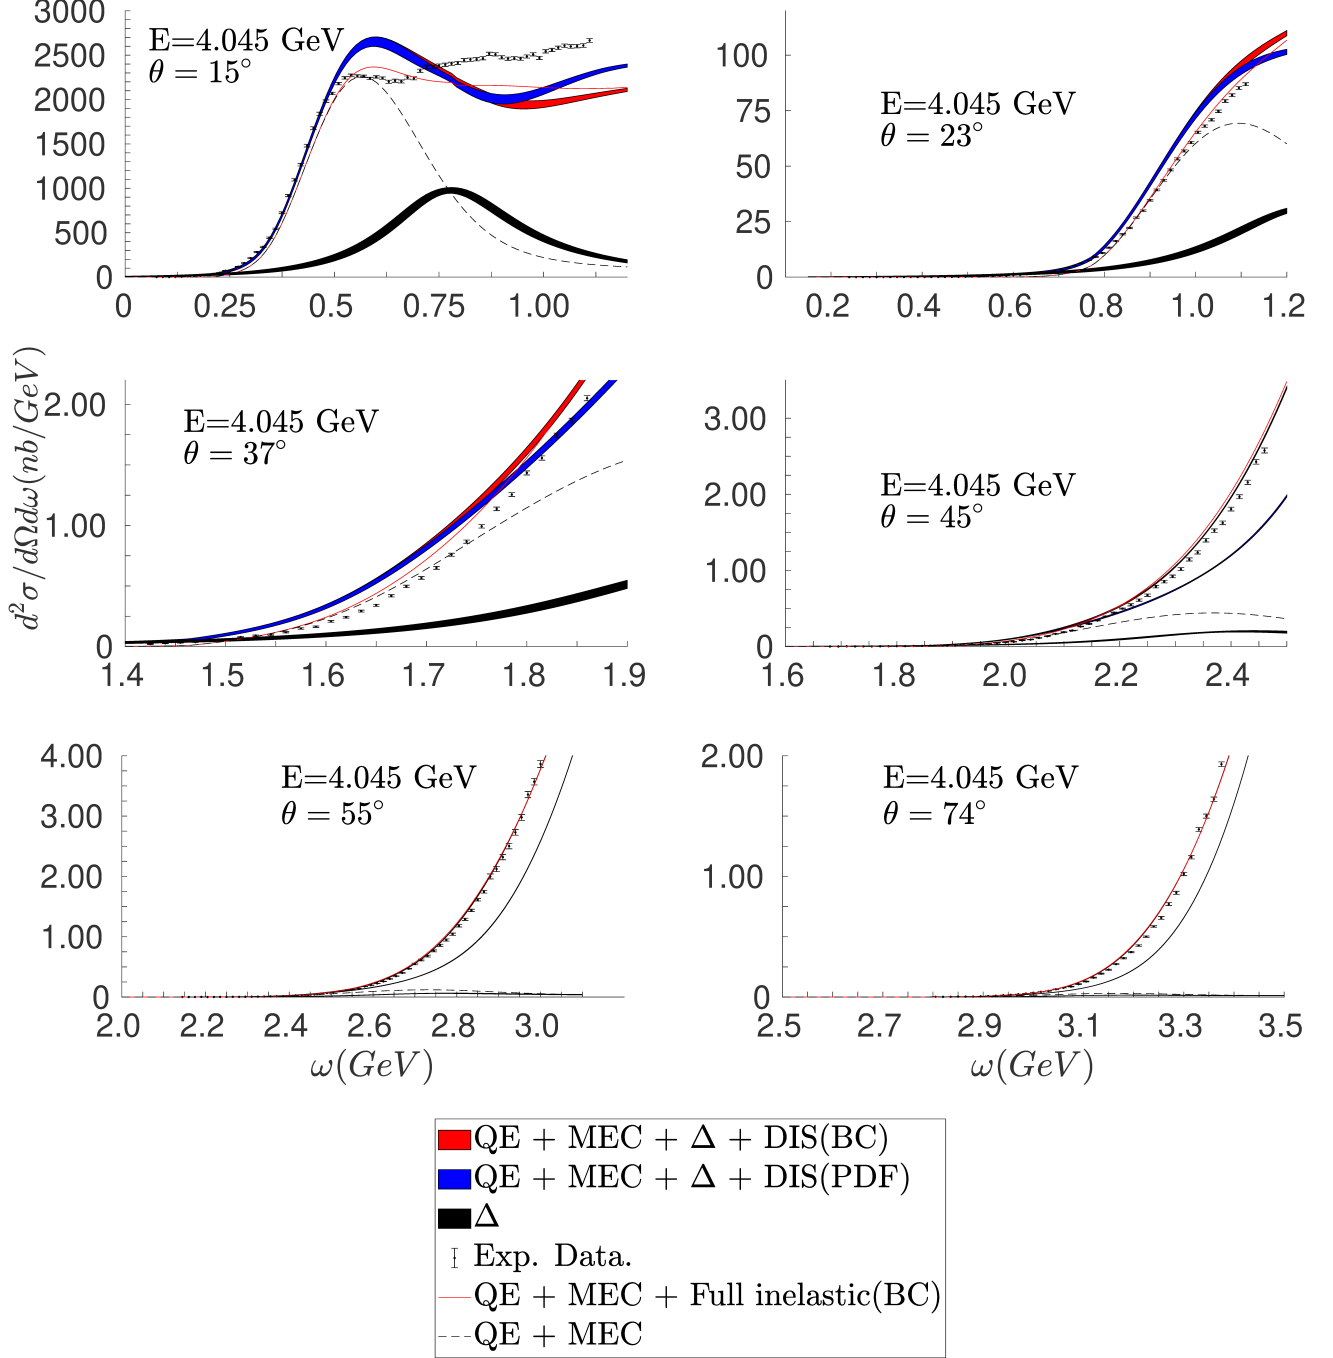 3000
2500
2000
1500
1000
500
0
0 0.25 0.5 0.75 1.00
E=4.045 GeV
θ = 15°
100
75
50
25
0
0.2 0.4 0.6 0.8 1.0 1.2
E=4.045 GeV
θ = 23°
d²σ/dΩdω(nb/GeV)
2.00
1.00
0
1.4 1.5 1.6 1.7 1.8 1.9
E=4.045 GeV
θ = 37°
3.00
2.00
1.00
0
1.6 1.8 2.0 2.2 2.4
E=4.045 GeV
θ = 45°
4.00
3.00
2.00
1.00
0
2.0 2.2 2.4 2.6 2.8 3.0
E=4.045 GeV
θ = 55°
ω(GeV)
2.00
1.00
0
2.5 2.7 2.9 3.1 3.3 3.5
E=4.045 GeV
θ = 74°
ω(GeV)
QE + MEC + Δ + DIS(BC)
QE + MEC + Δ + DIS(PDF)
Δ
Exp. Data.
QE + MEC + Full inelastic(BC)
QE + MEC